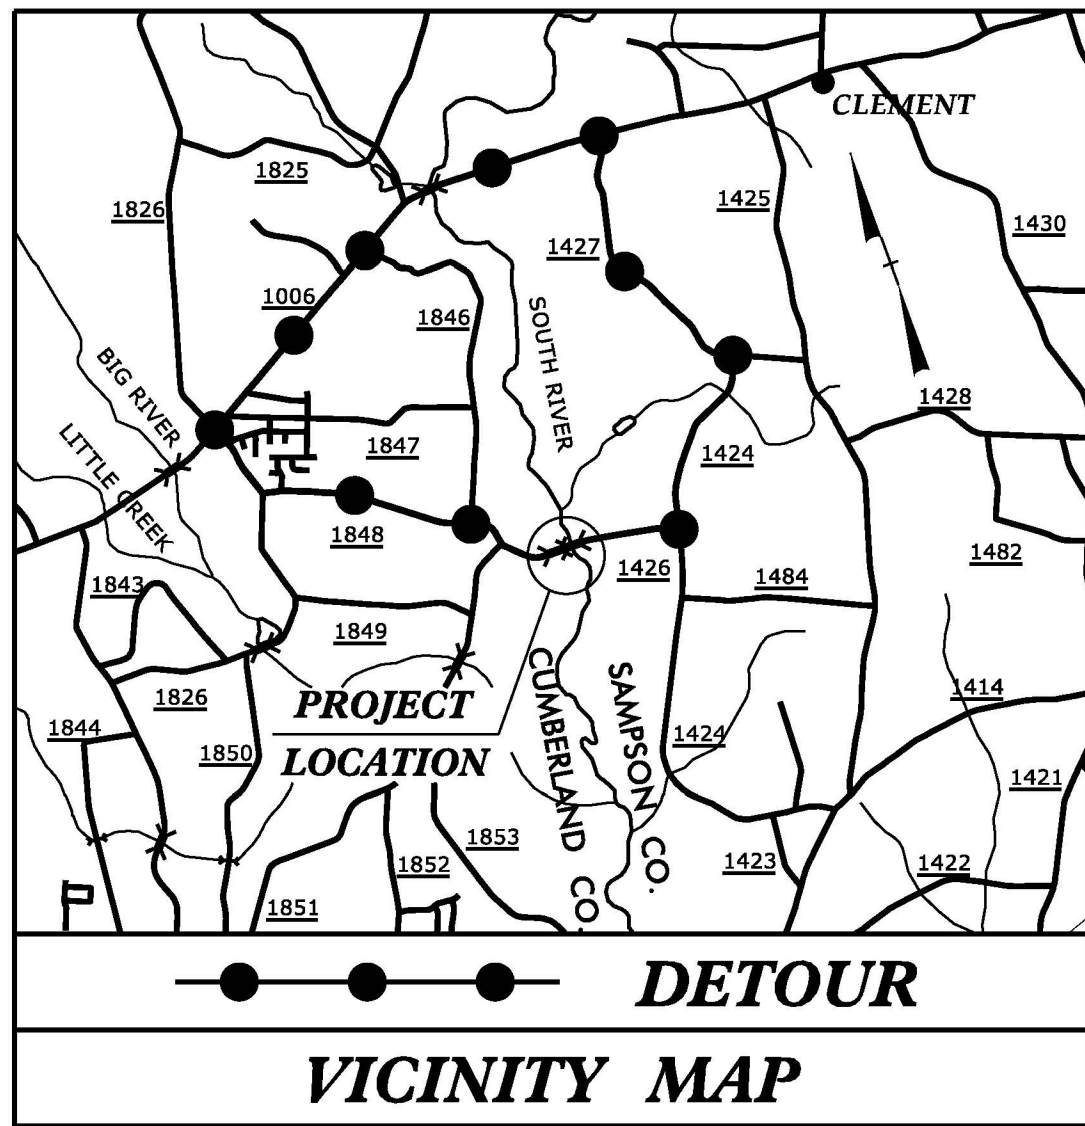 CLEMENT
1825
1826
1425
1430
1427
1006
1846
SOUTH RIVER
BIG RIVER
LITTLE CREEK
1428
1847
1424
1848
1426
1482
1843
1484
1849
1826
PROJECT
LOCATION
CUMBERLAND CO.
SAMPSON CO.
1414
1844
1850
1424
1421
1853
1852
1423
1422
1851
DETOUR
VICINITY MAP